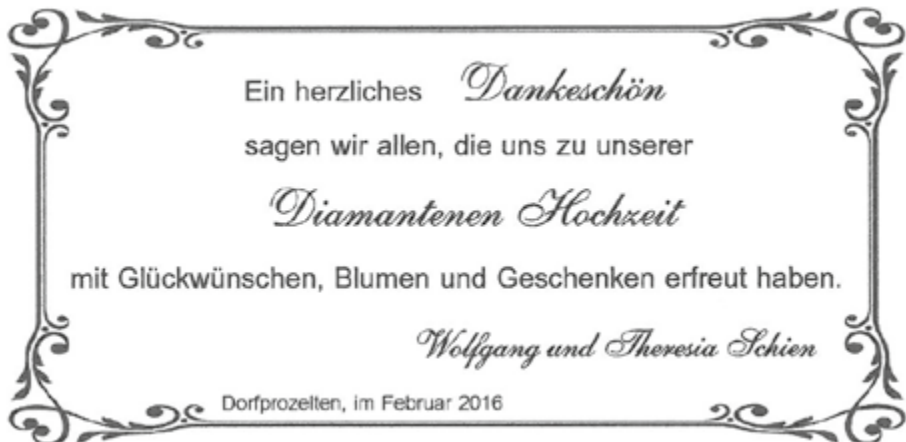 Ein herzliches Dankeschön
sagen wir allen, die uns zu unserer
Diamantenen Hochzeit
mit Glückwünschen, Blumen und Geschenken erfreut haben.
Wolfgang und Theresia Schien
Dorfprozelten, im Februar 2016